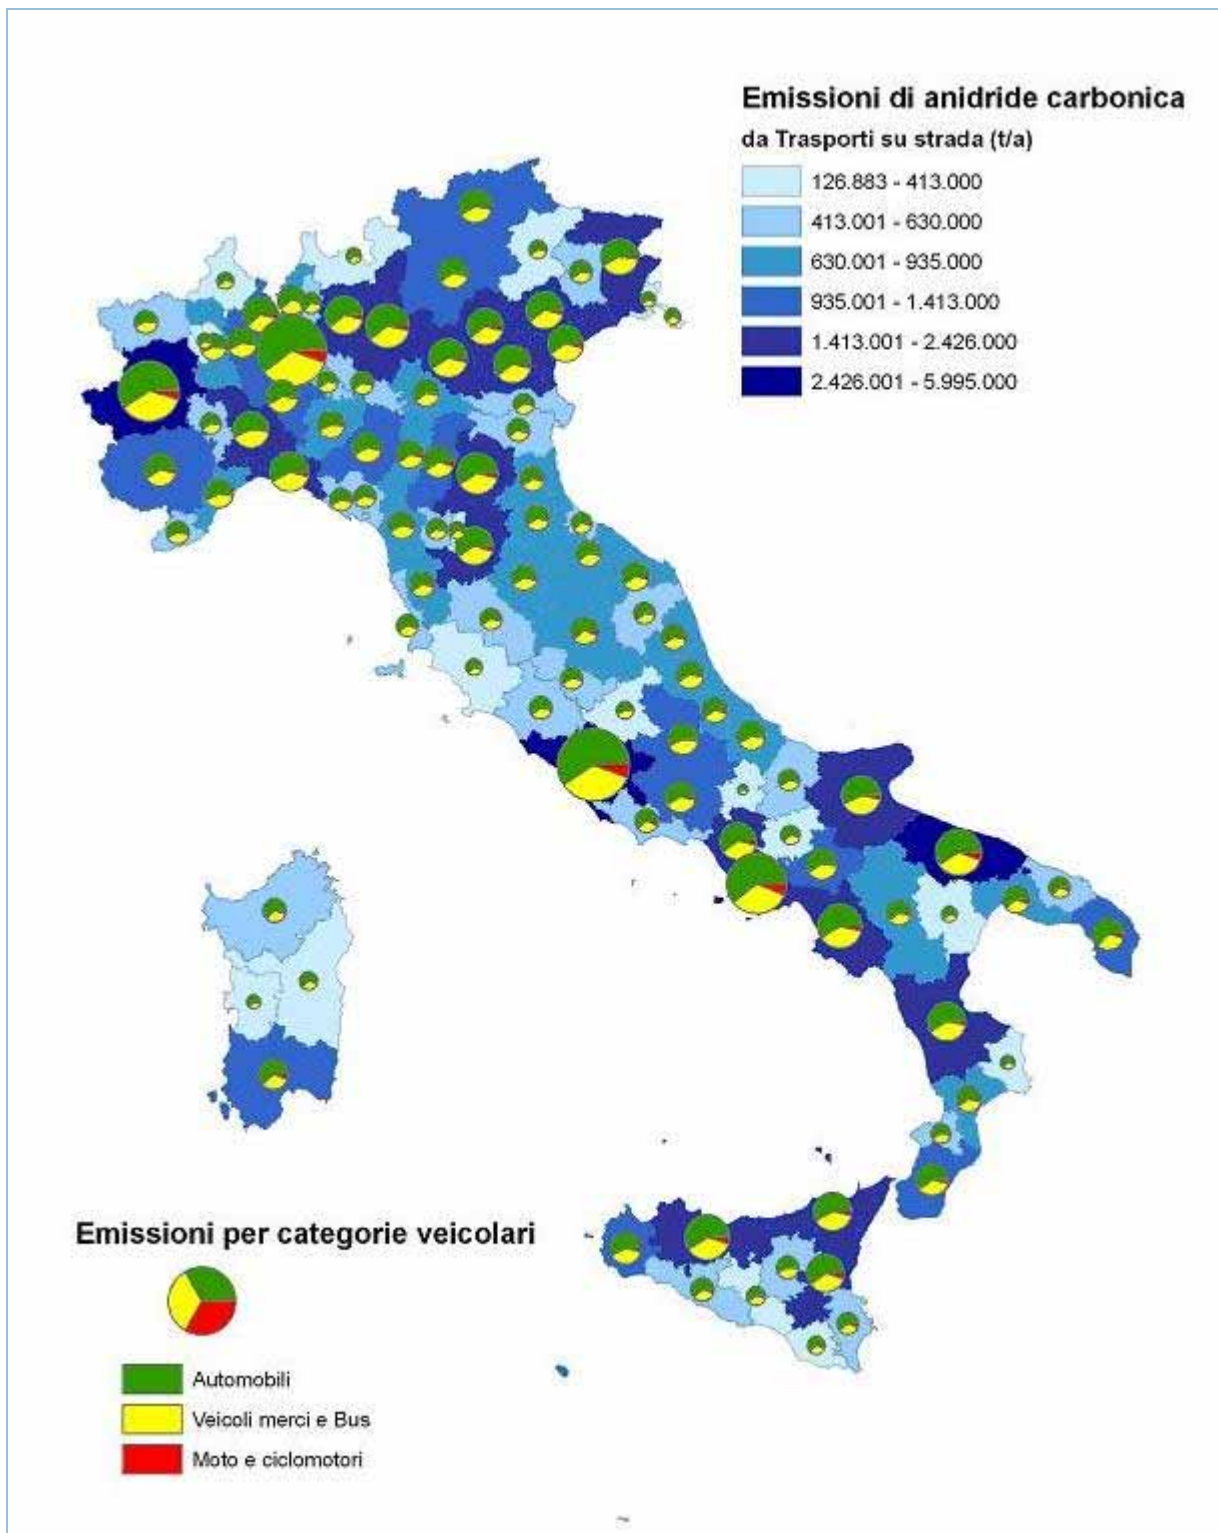 Emissioni di anidride carbonica
da Trasporti su strada (t/a)
126.883 - 413.000
413.001 - 630.000
630.001 - 935.000
935.001 - 1.413.000
1.413.001 - 2.426.000
2.426.001 - 5.995.000
Emissioni per categorie veicolari
Automobili
Veicoli merci e Bus
Moto e ciclomotori